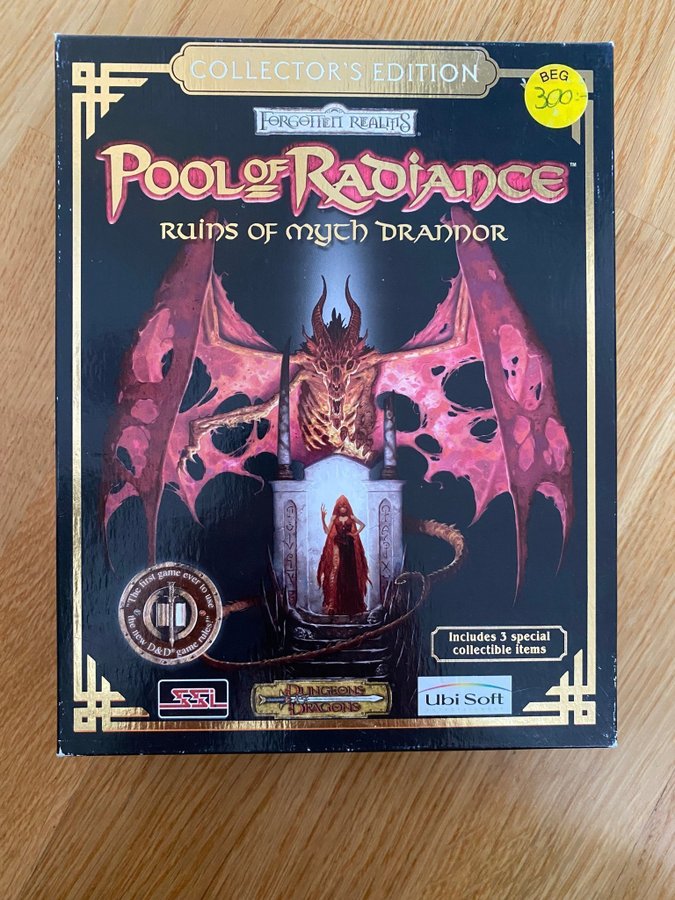 COLLECTOR'S EDITION
BEG
300:-
FORGOTTEN REALMS
POOL OF RADIANCE™
RUINS OF MYTH DRANNOR
"The first game ever to use
the new D&D® game rules!"
Includes 3 special
collectible items
SSI
DUNGEONS
DRAGONS
Ubi Soft